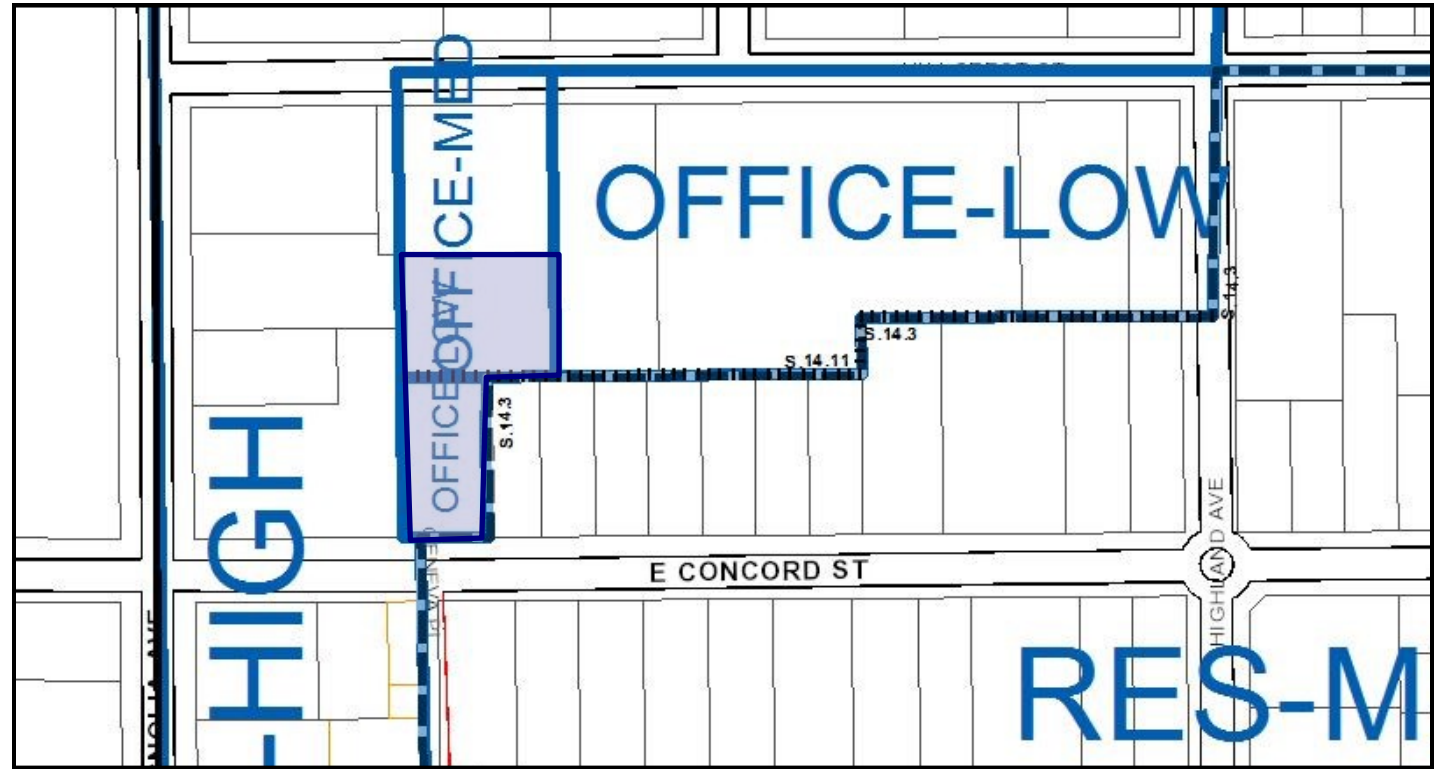 OFFICE-MED
OFFICE-LOW
S.14.3
S.14.3
S.14.11
OFFICE-LOW
S.14.3
-HIGH
HIGHLAND AVE
E CONCORD ST
RES-M